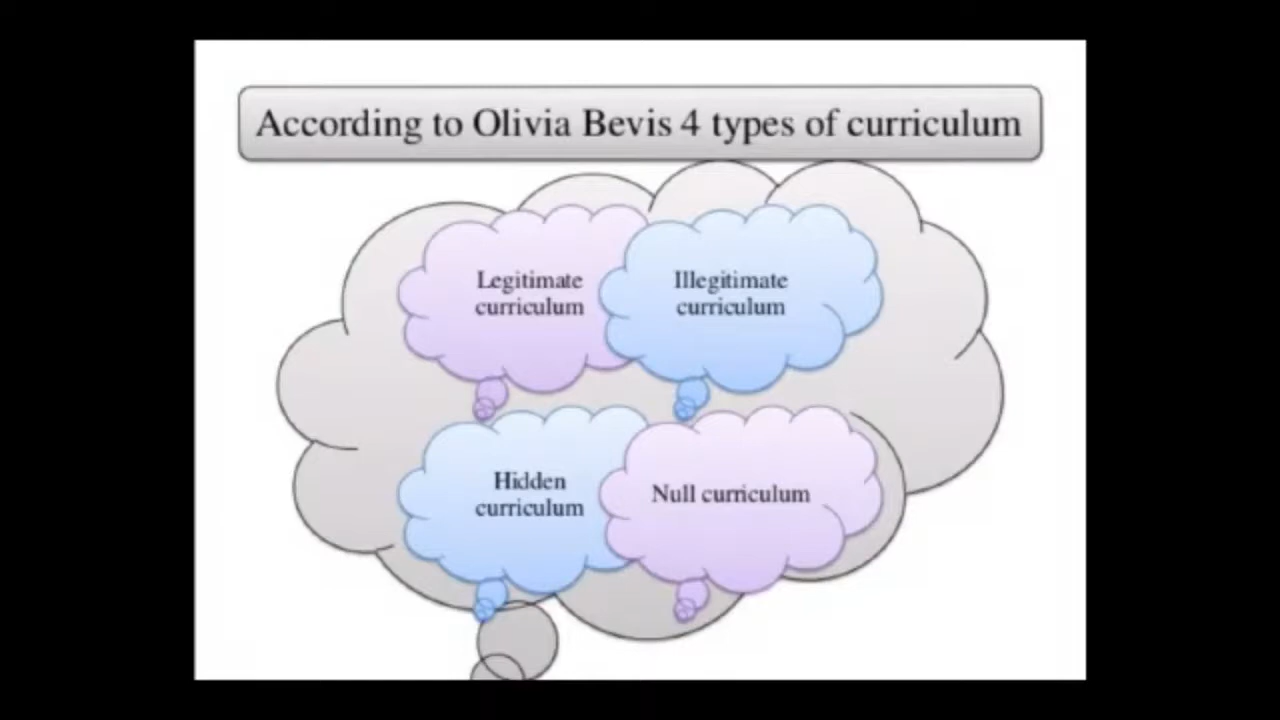 According to Olivia Bevis 4 types of curriculum
Legitimate
curriculum
Illegitimate
curriculum
Hidden
curriculum
Null curriculum